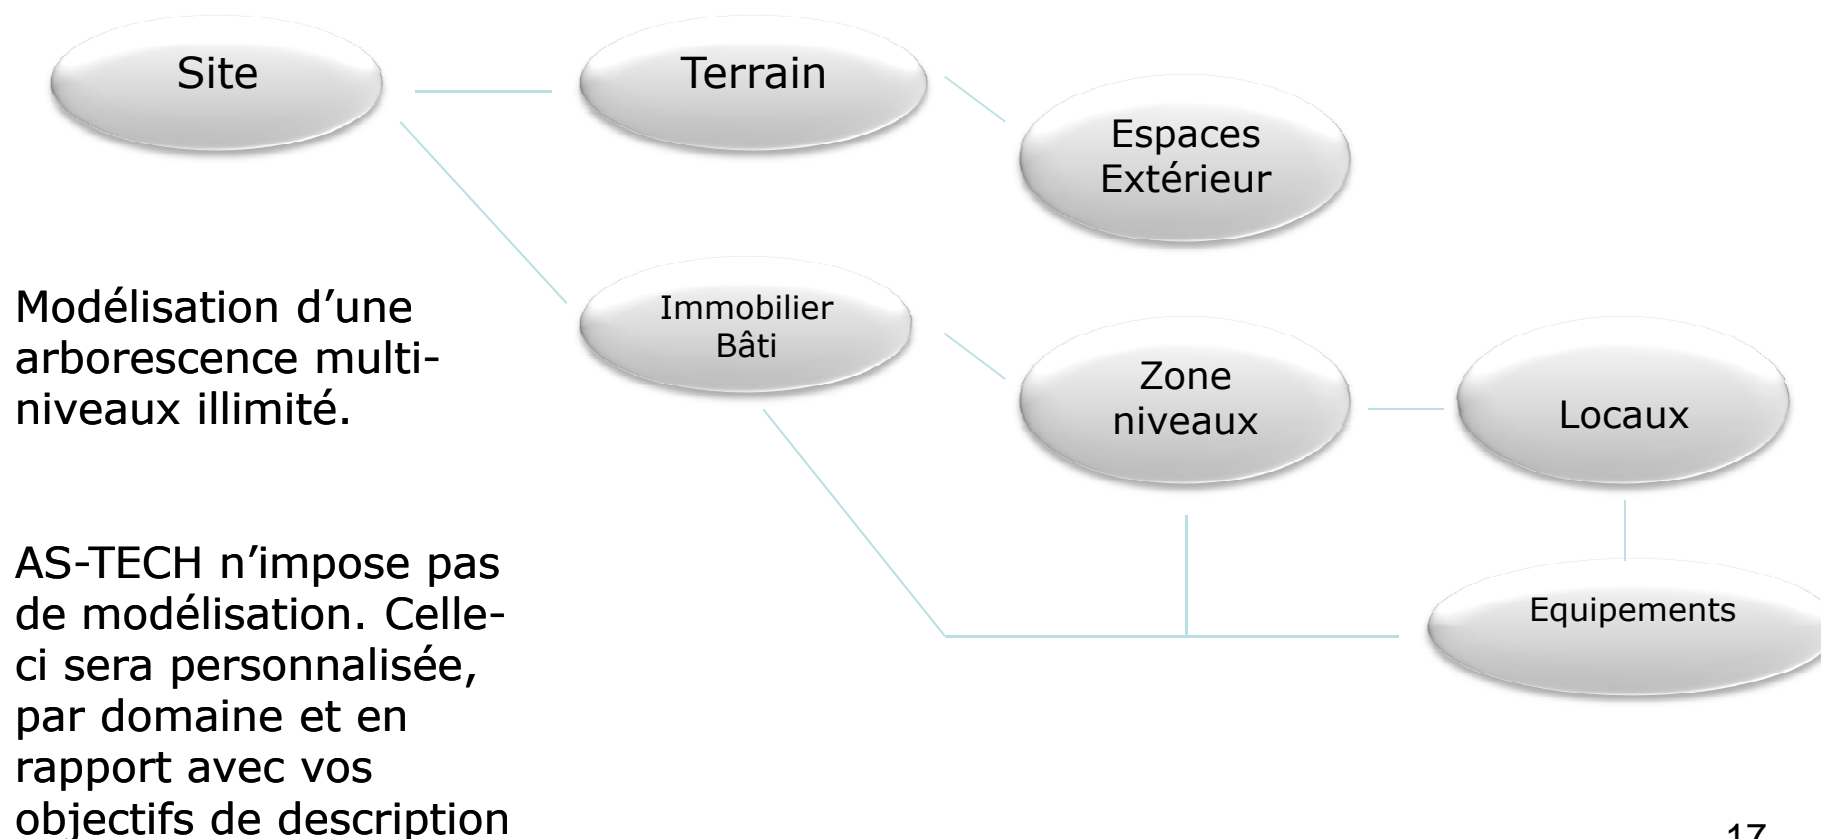 Site
Terrain
Espaces
Extérieur
Immobilier
Bâti
Zone
niveaux
Locaux
Equipements
Modélisation d’une
arborescence multi-
niveaux illimité.
AS-TECH n’impose pas
de modélisation. Celle-
ci sera personnalisée,
par domaine et en
rapport avec vos
objectifs de description
17